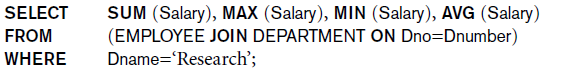 SELECT SUM (Salary), MAX (Salary), MIN (Salary), AVG (Salary)
FROM (EMPLOYEE JOIN DEPARTMENT ON Dno=Dnumber)
WHERE Dname=‘Research’;